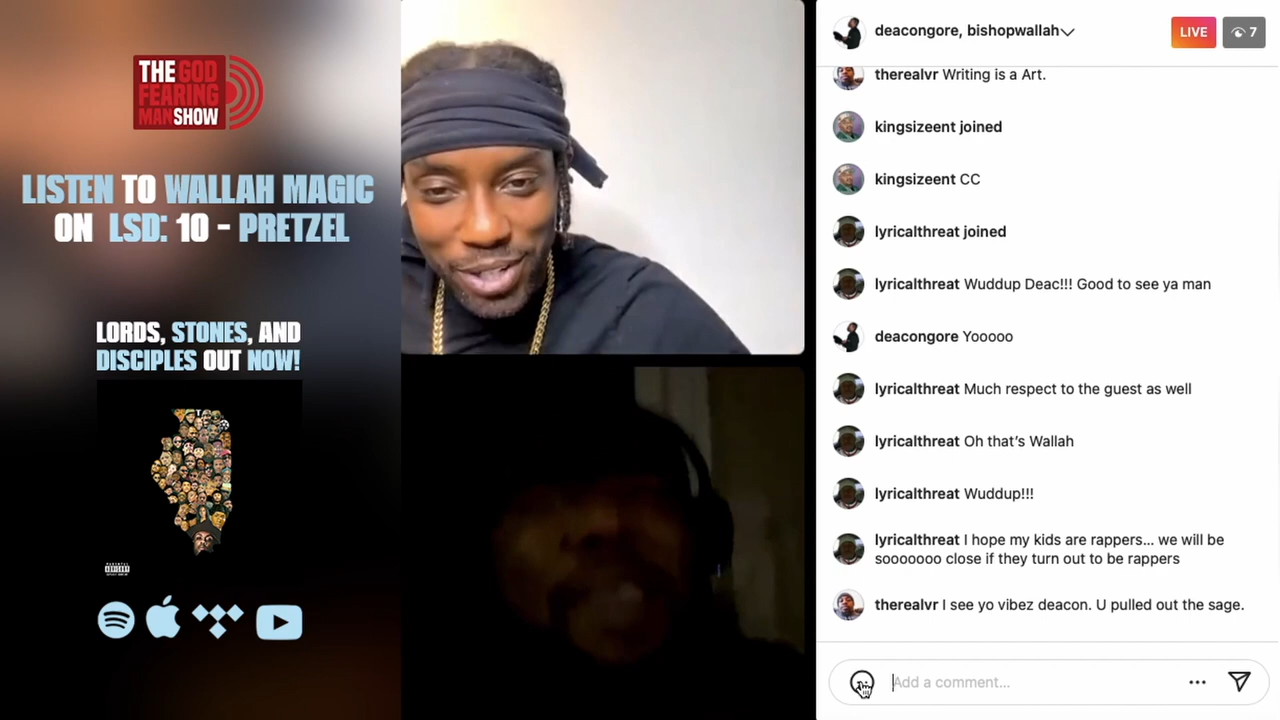 THE GOD
FEARING
MAN SHOW
LISTEN TO WALLAH MAGIC
ON LSD: 10 - PRETZEL
LORDS, STONES, AND
DISCIPLES OUT NOW!
deacongore, bishopwallah
LIVE
7
therealvr Writing is a Art.
kingsizeent joined
kingsizeent CC
lyricalthreat joined
lyricalthreat Wuddup Deac!!! Good to see ya man
deacongore Yooooo
lyricalthreat Much respect to the guest as well
lyricalthreat Oh that’s Wallah
lyricalthreat Wuddup!!!
lyricalthreat I hope my kids are rappers... we will be
sooooooo close if they turn out to be rappers
therealvr I see yo vibez deacon. U pulled out the sage.
Add a comment...